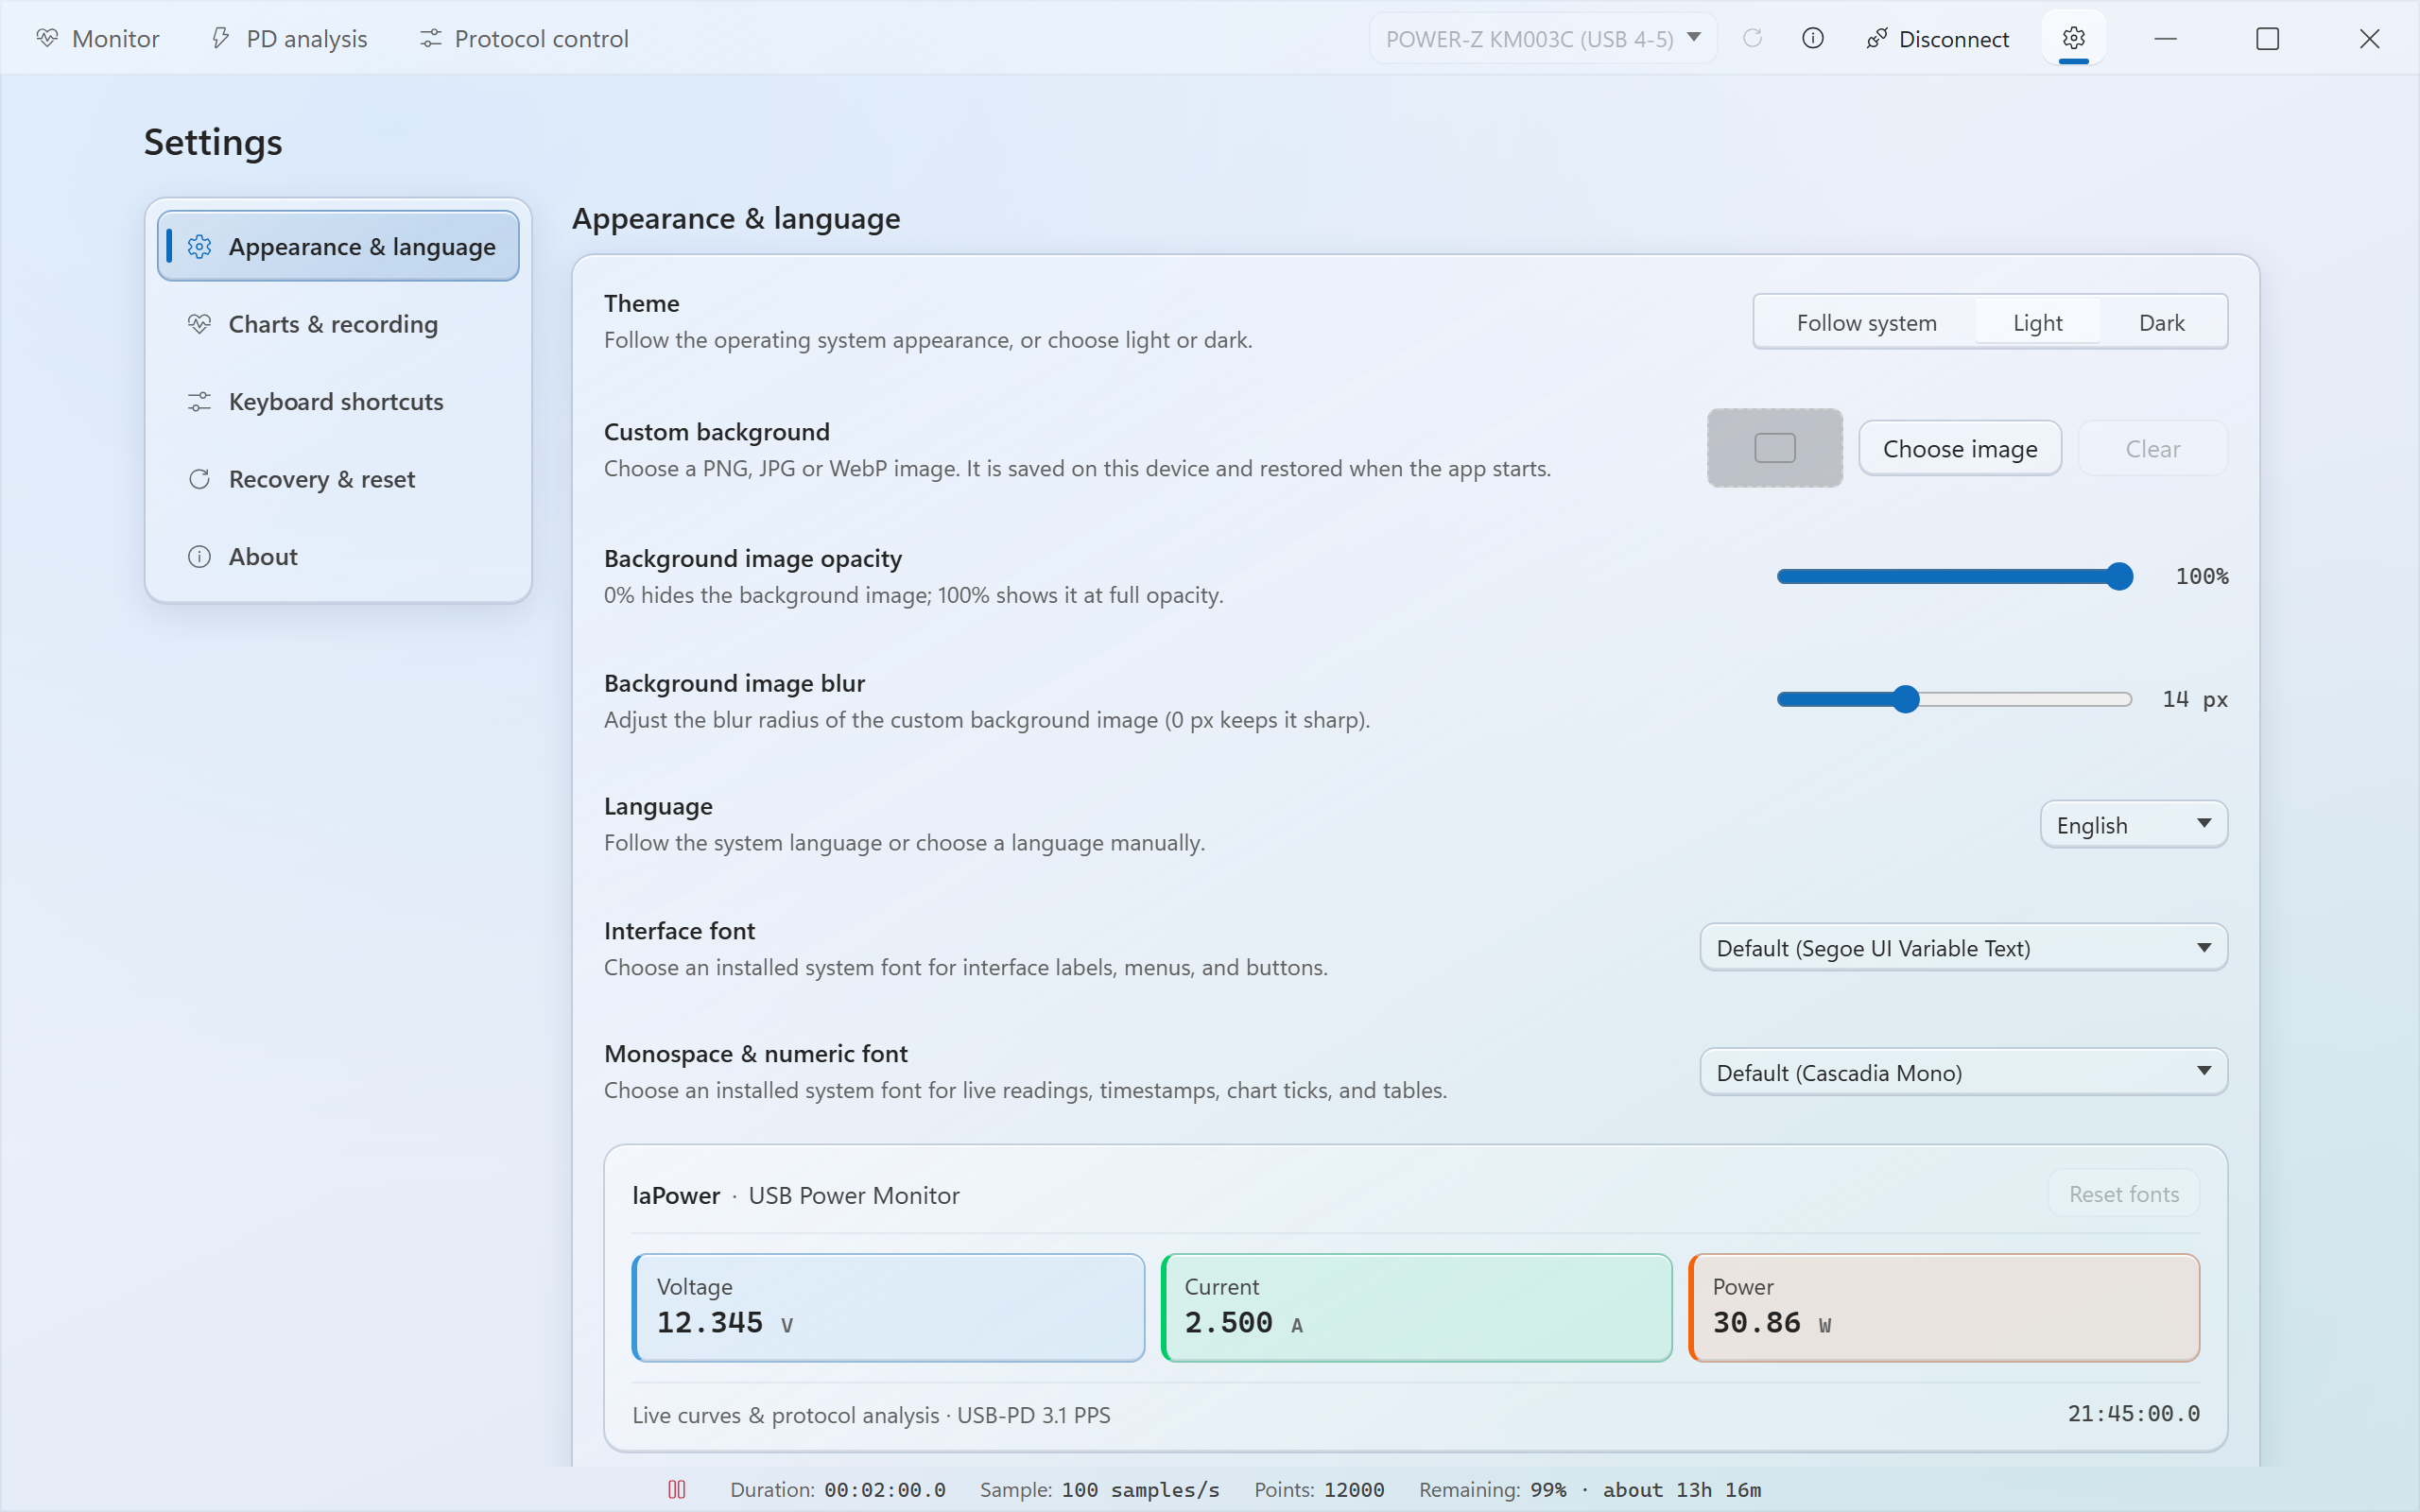 Monitor PD analysis Protocol control POWER-Z KM003C (USB 4-5) Disconnect
Settings
Appearance & language
Charts & recording
Keyboard shortcuts
Recovery & reset
About
Appearance & language
Theme
Follow the operating system appearance, or choose light or dark.
Follow system Light Dark
Custom background
Choose a PNG, JPG or WebP image. It is saved on this device and restored when the app starts.
Choose image Clear
Background image opacity
0% hides the background image; 100% shows it at full opacity.
100%
Background image blur
Adjust the blur radius of the custom background image (0 px keeps it sharp).
14 px
Language
Follow the system language or choose a language manually.
English
Interface font
Choose an installed system font for interface labels, menus, and buttons.
Default (Segoe UI Variable Text)
Monospace & numeric font
Choose an installed system font for live readings, timestamps, chart ticks, and tables.
Default (Cascadia Mono)
laPower · USB Power Monitor
Reset fonts
Voltage
12.345 V
Current
2.500 A
Power
30.86 W
Live curves & protocol analysis · USB-PD 3.1 PPS
21:45:00.0
Duration: 00:02:00.0 Sample: 100 samples/s Points: 12000 Remaining: 99% · about 13h 16m